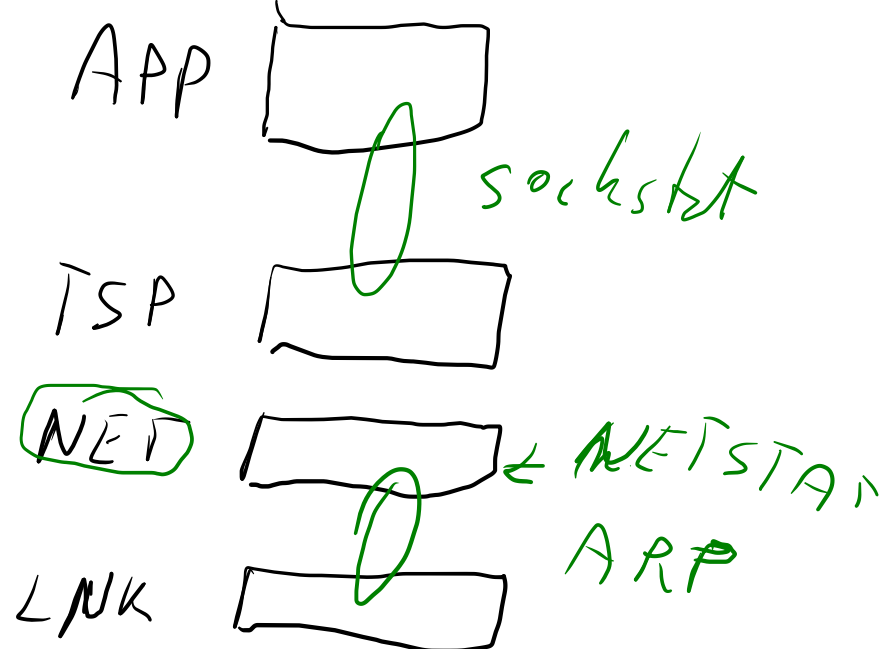 APP
sockstat
TSP
NET
← NETSTAT
ARP
LNK